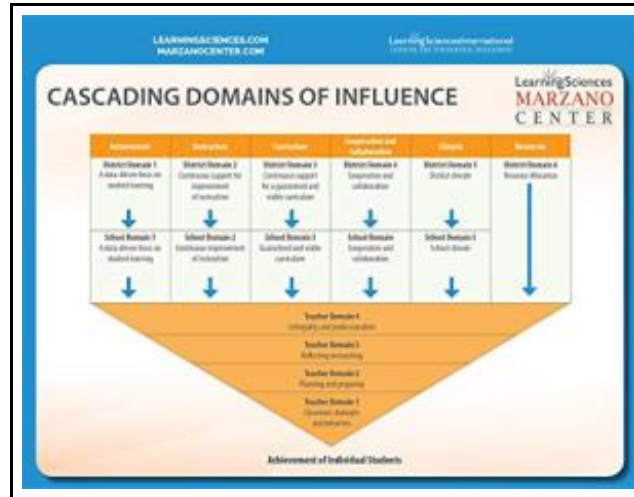 LEARNINGSCIENCES.COM
MARZANOCENTER.COM
LearningSciencesInternational
CASCADING DOMAINS OF INFLUENCE
LearningSciences
MARZANO
CENTER
Achievement
Instruction
Curriculum
Cooperation and
Collaboration
Climate
Resources
District Domain 1
A data-driven focus on
student learning
District Domain 2
Continuous support for
improvement
of instruction
District Domain 3
Continuous support
for a guaranteed and
viable curriculum
District Domain 4
Cooperation and
collaboration
District Domain 5
District climate
District Domain 6
Resource Allocation
School Domain
A data-driven focus on
student learning
School Domain 2
Continuous improvement
of instruction
School Domain 3
Guaranteed and viable
curriculum
School Domain
Cooperation and
collaboration
School Domain 5
School climate
Teacher Domain 4
Collegiality and professionalism
Teacher Domain 3
Reflecting on teaching
Teacher Domain 2
Planning and preparing
Teacher Domain 1
Classroom strategies
and behaviors
Achievement of Individual Students